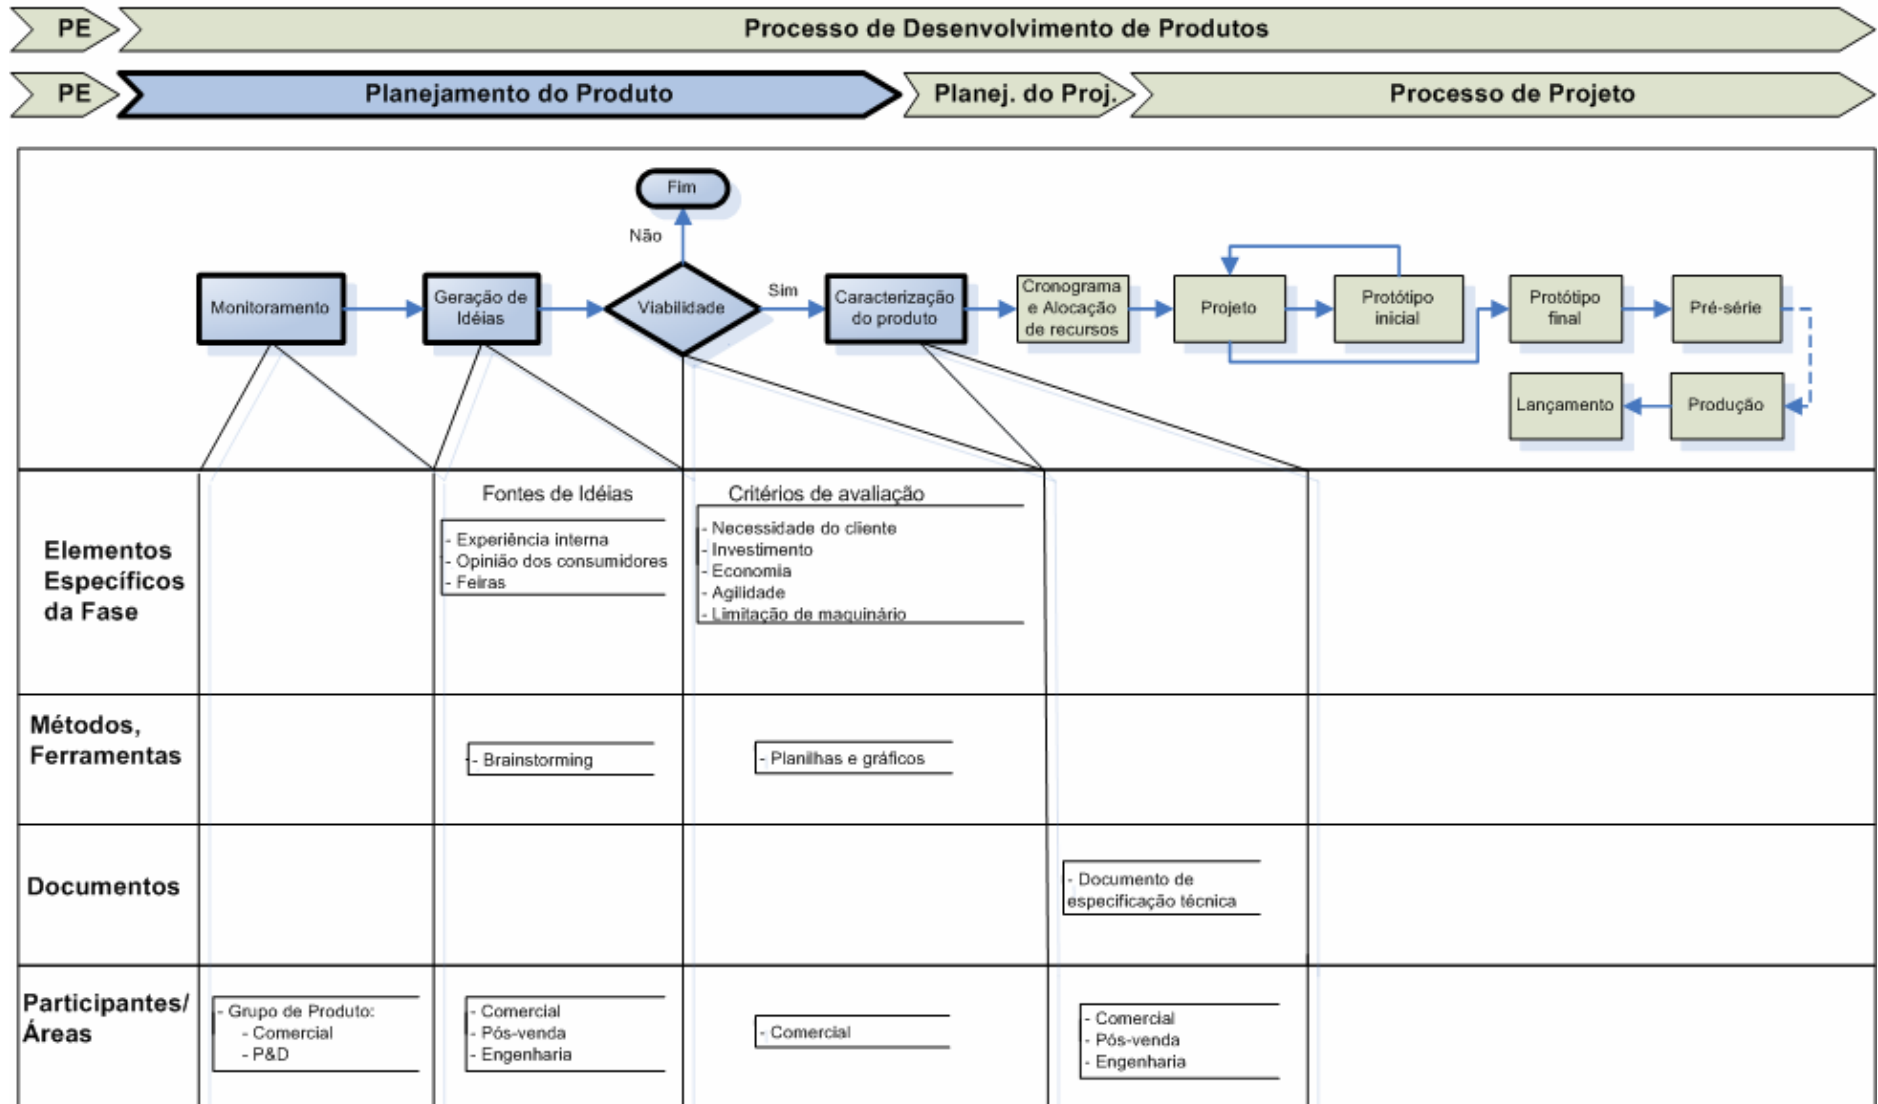 PE
Processo de Desenvolvimento de Produtos
PE
Planejamento do Produto
Planej. do Proj.
Processo de Projeto
Fim
Não
Monitoramento
Geração de
Idéias
Viabilidade
Sim
Caracterização
do produto
Cronograma
e Alocação
de recursos
Projeto
Protótipo
inicial
Protótipo
final
Pré-série
Lançamento
Produção
Elementos
Específicos
da Fase
Fontes de Idéias
- Experiência interna
- Opinião dos consumidores
- Feiras
Critérios de avaliação
- Necessidade do cliente
- Investimento
- Economia
- Agilidade
- Limitação de maquinário
Métodos,
Ferramentas
- Brainstorming
- Planilhas e gráficos
Documentos
- Documento de
especificação técnica
Participantes/
Áreas
- Grupo de Produto:
- Comercial
- P&D
- Comercial
- Pós-venda
- Engenharia
- Comercial
- Comercial
- Pós-venda
- Engenharia